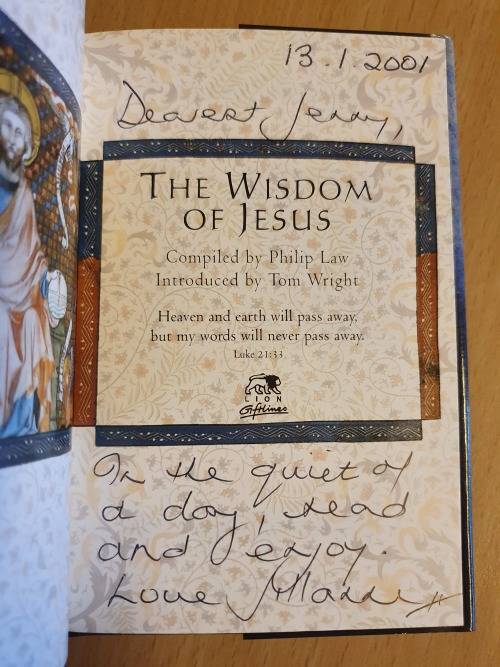 13.1.2001
Dearest Jenny,
THE WISDOM
OF JESUS
Compiled by Philip Law
Introduced by Tom Wright
Heaven and earth will pass away,
but my words will never pass away.
Luke 21:33
LION
Giftlines
In the quiet of
a day, read
and enjoy.
Love